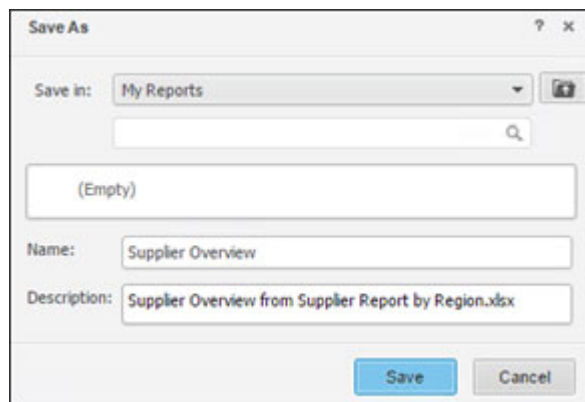 Save As ? ×
Save in: My Reports
(Empty)
Name: Supplier Overview
Description: Supplier Overview from Supplier Report by Region.xlsx
Save Cancel